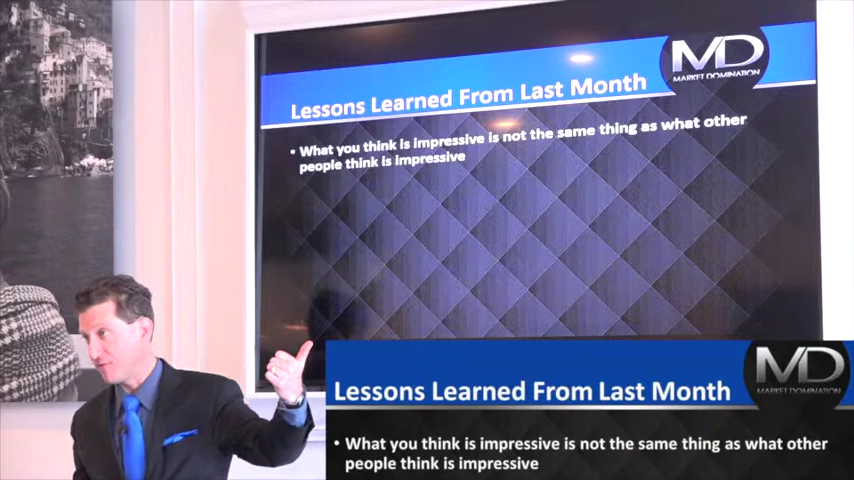 MD
MARKET DOMINATION
Lessons Learned From Last Month
• What you think is impressive is not the same thing as what other
people think is impressive
MD
MARKET DOMINATION
Lessons Learned From Last Month
• What you think is impressive is not the same thing as what other
people think is impressive